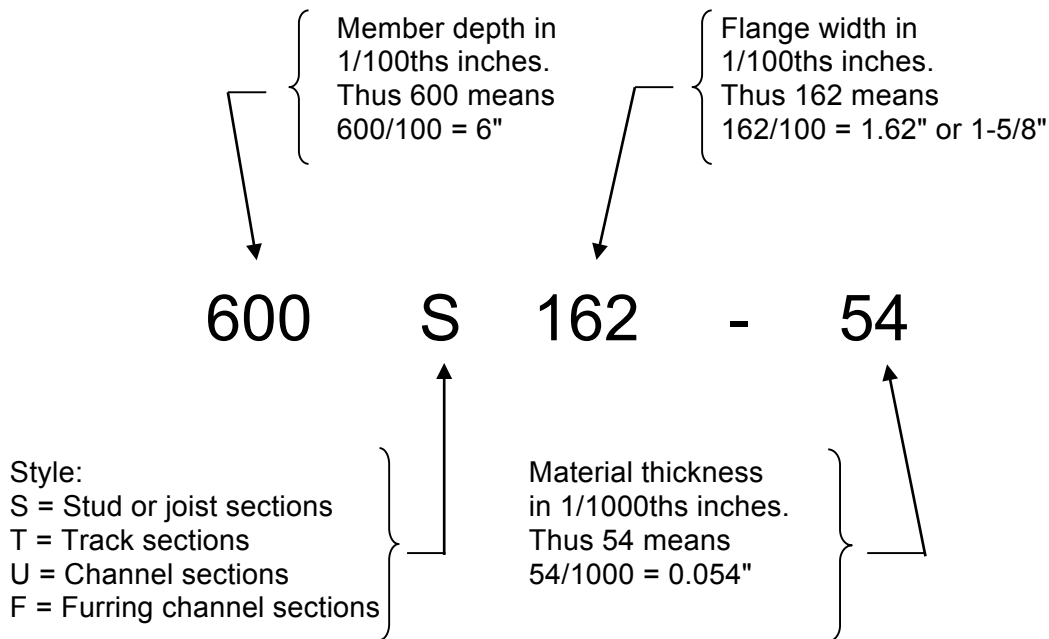 Member depth in
1/100ths inches.
Thus 600 means
600/100 = 6"
Flange width in
1/100ths inches.
Thus 162 means
162/100 = 1.62" or 1-5/8"
600 S 162 - 54
Style:
S = Stud or joist sections
T = Track sections
U = Channel sections
F = Furring channel sections
Material thickness
in 1/1000ths inches.
Thus 54 means
54/1000 = 0.054"